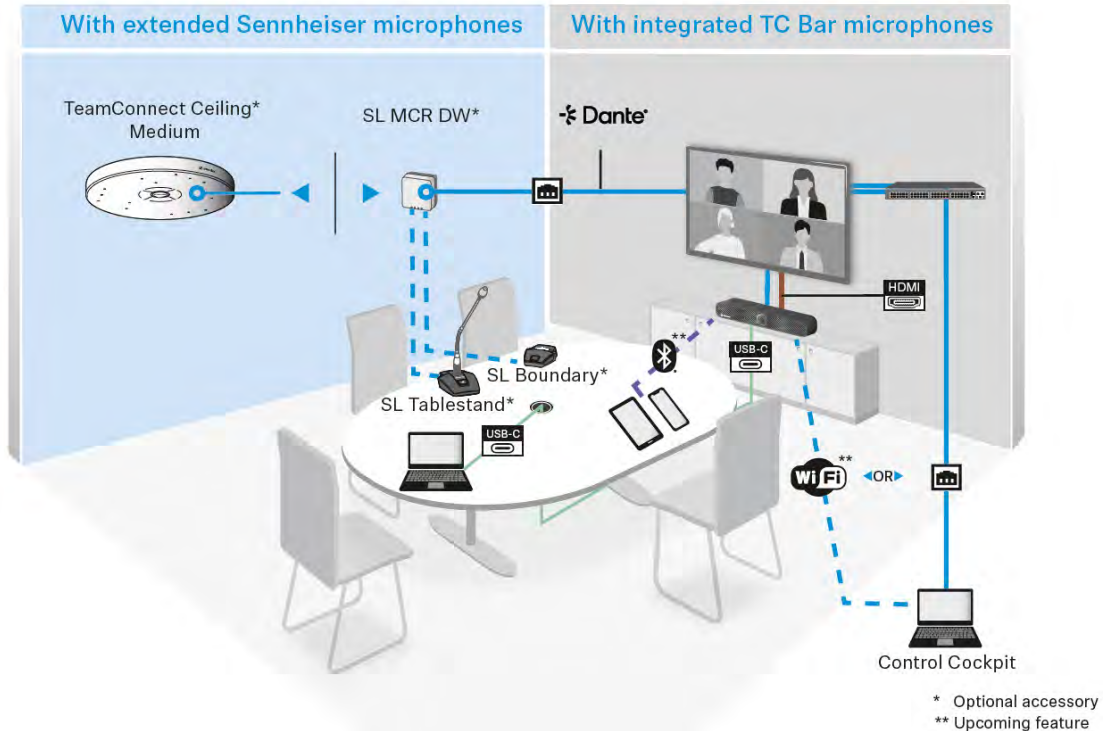 With extended Sennheiser microphones
With integrated TC Bar microphones
TeamConnect Ceiling*
Medium
SL MCR DW*
Dante
HDMI
**
USB-C
SL Boundary*
SL Tablestand*
USB-C
WiFi
**
OR
Control Cockpit
* Optional accessory
** Upcoming feature